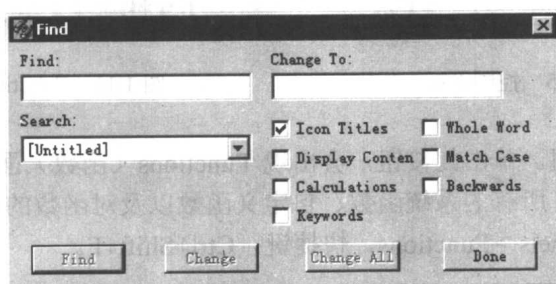 Find
Find:
Change To:
Search:
[Untitled]
Icon Titles
Whole Word
Display Conten
Match Case
Calculations
Backwards
Keywords
Find
Change
Change All
Done